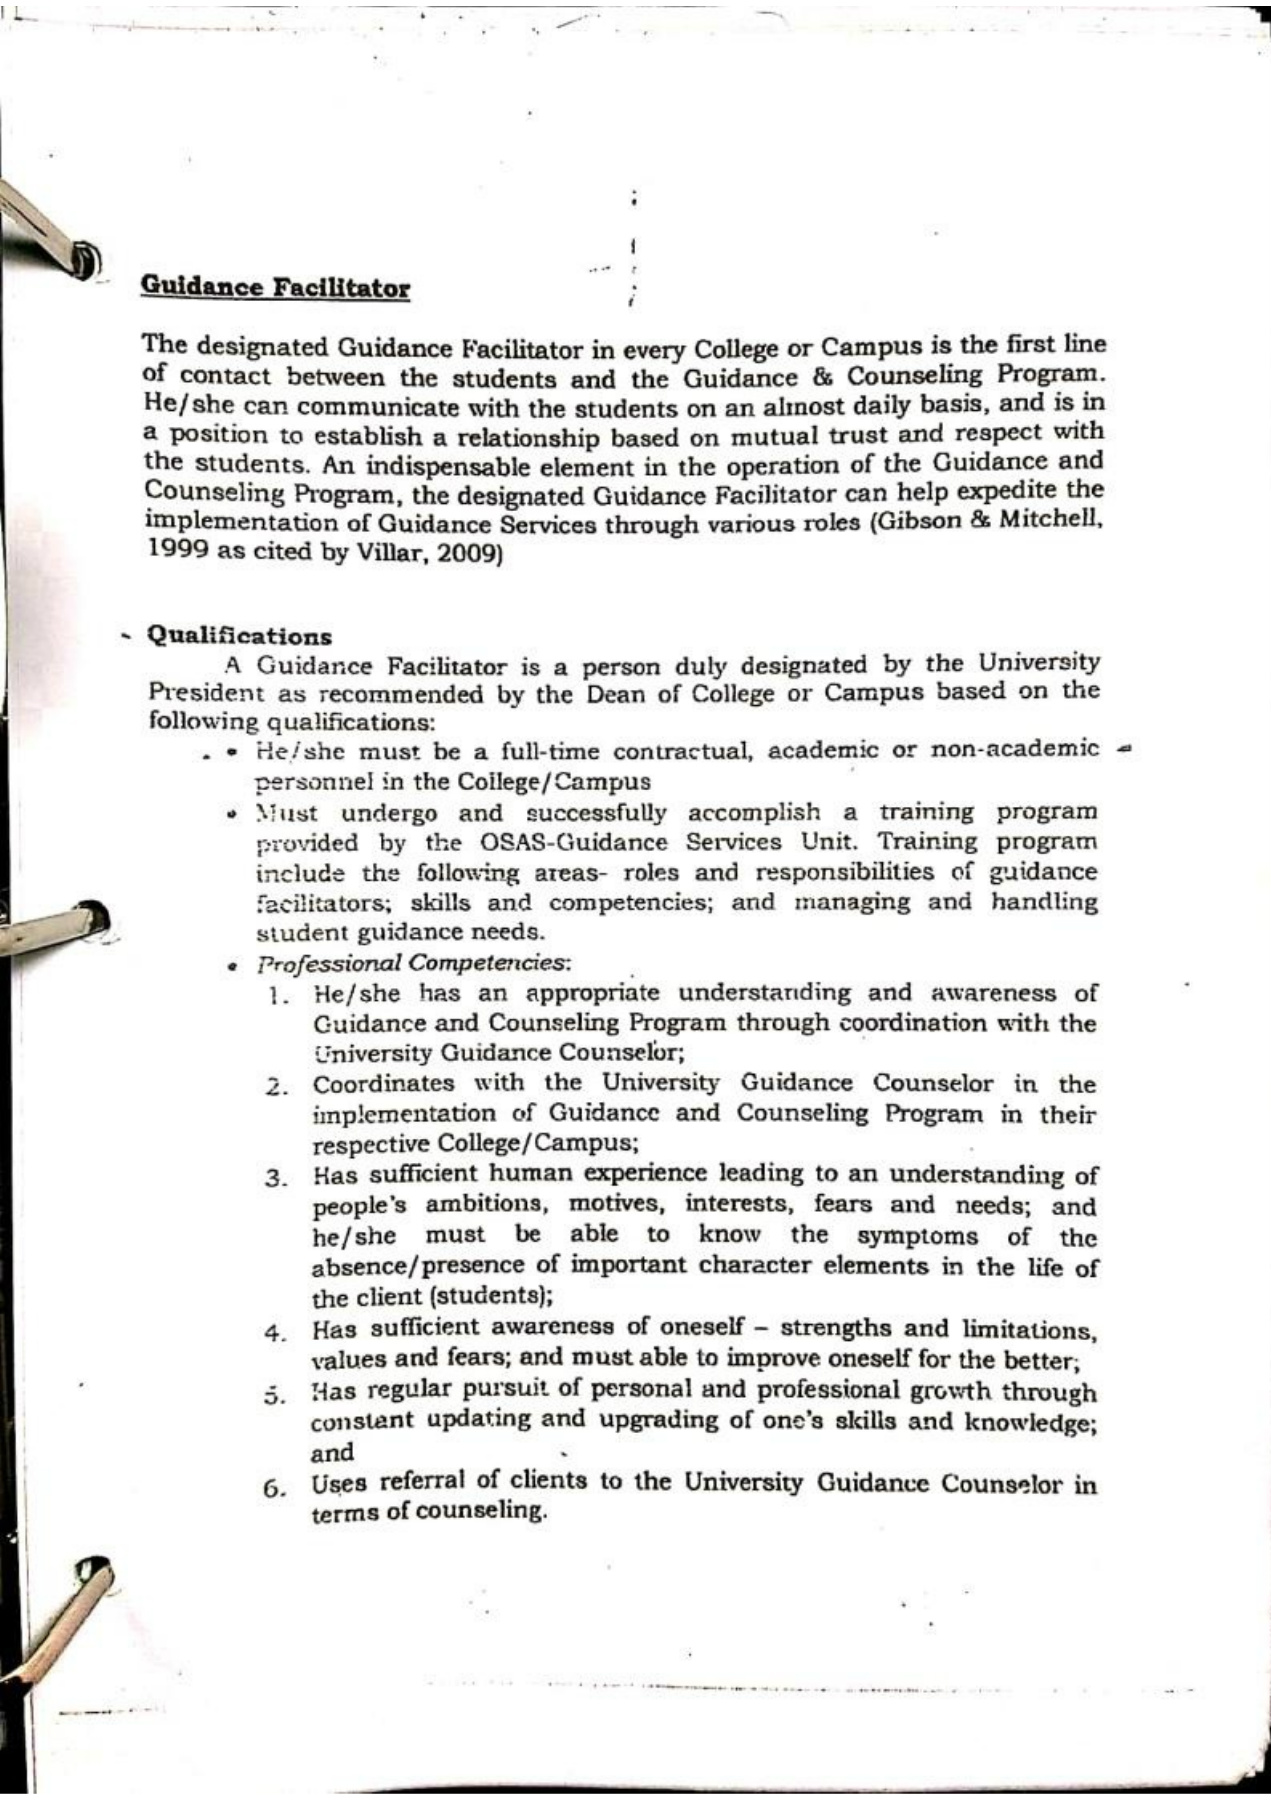 Guidance Facilitator
The designated Guidance Facilitator in every College or Campus is the first line
of contact between the students and the Guidance & Counseling Program.
He/she can communicate with the students on an almost daily basis, and is in
a position to establish a relationship based on mutual trust and respect with
the students. An indispensable element in the operation of the Guidance and
Counseling Program, the designated Guidance Facilitator can help expedite the
implementation of Guidance Services through various roles (Gibson & Mitchell,
1999 as cited by Villar, 2009)
- Qualifications
A Guidance Facilitator is a person duly designated by the University
President as recommended by the Dean of College or Campus based on the
following qualifications:
• He/she must be a full-time contractual, academic or non-academic
personnel in the College/Campus
• Must undergo and successfully accomplish a training program
provided by the OSAS-Guidance Services Unit. Training program
include the following areas- roles and responsibilities of guidance
facilitators; skills and competencies; and managing and handling
student guidance needs.
• Professional Competencies:
1. He/she has an appropriate understanding and awareness of
Guidance and Counseling Program through coordination with the
University Guidance Counselor;
2. Coordinates with the University Guidance Counselor in the
implementation of Guidance and Counseling Program in their
respective College/Campus;
3. Has sufficient human experience leading to an understanding of
people's ambitions, motives, interests, fears and needs; and
he/she must be able to know the symptoms of the
absence/presence of important character elements in the life of
the client (students);
4. Has sufficient awareness of oneself – strengths and limitations,
values and fears; and must able to improve oneself for the better;
5. Has regular pursuit of personal and professional growth through
constant updating and upgrading of one's skills and knowledge;
and
6. Uses referral of clients to the University Guidance Counselor in
terms of counseling.